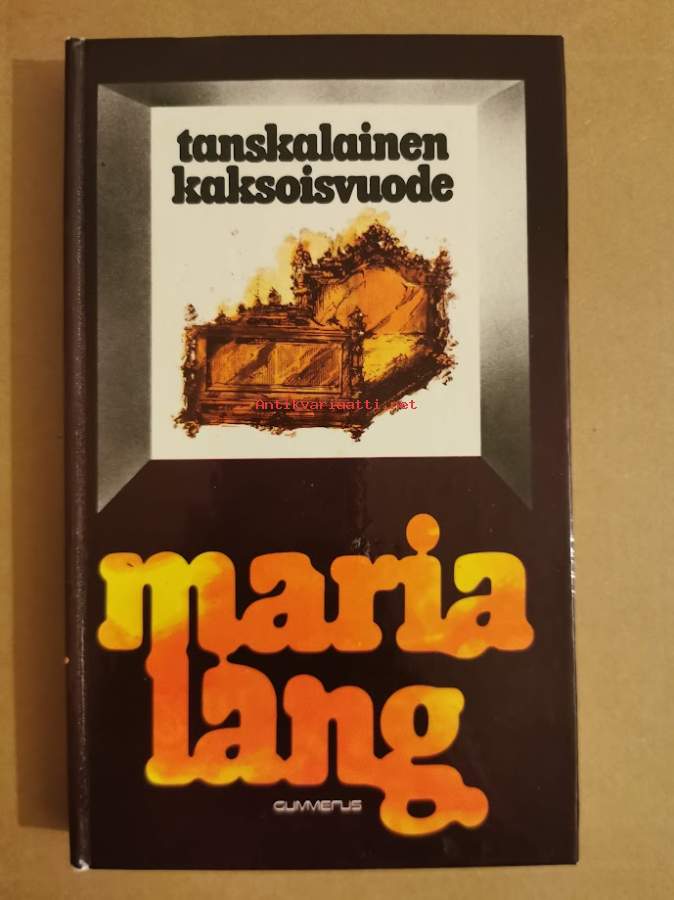 tanskalainen
kaksoisvuode
Antikvariaatti.net
maria
lang
GUMMERUS